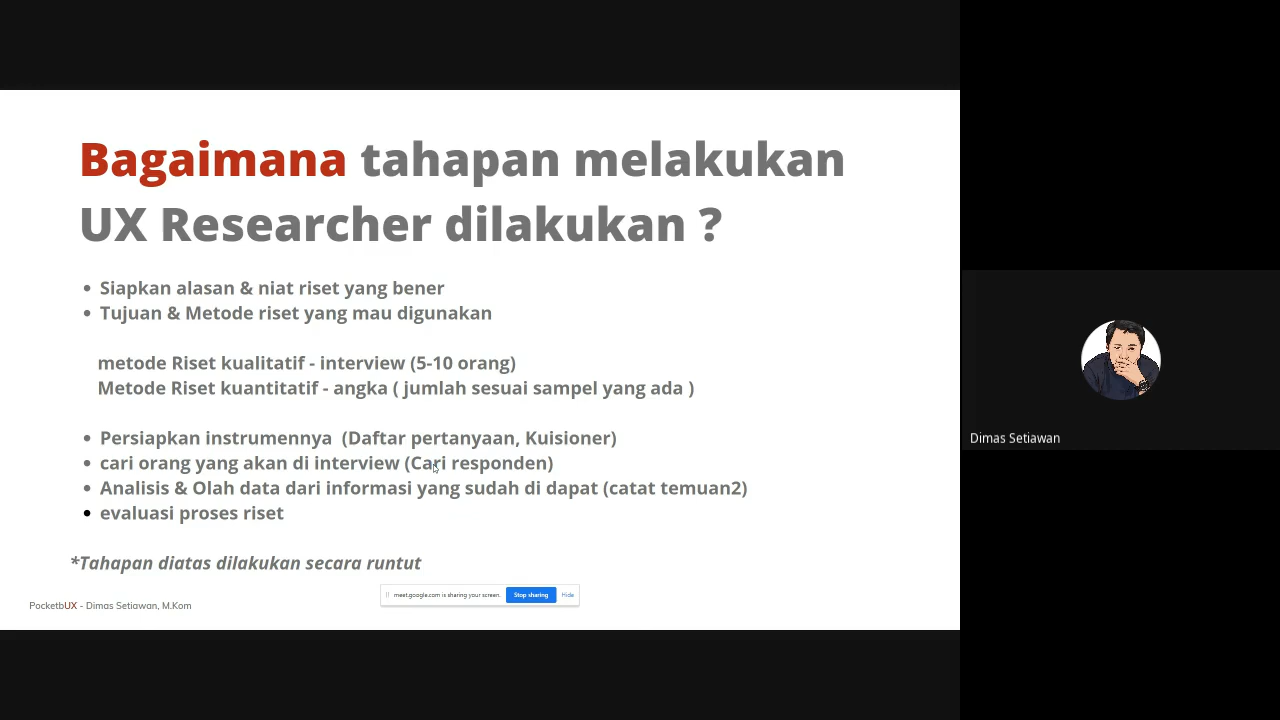 Bagaimana tahapan melakukan
UX Researcher dilakukan ?
• Siapkan alasan & niat riset yang bener
• Tujuan & Metode riset yang mau digunakan
metode Riset kualitatif - interview (5-10 orang)
Metode Riset kuantitatif - angka ( jumlah sesuai sampel yang ada )
• Persiapkan instrumennya (Daftar pertanyaan, Kuisioner)
• cari orang yang akan di interview (Cari responden)
• Analisis & Olah data dari informasi yang sudah di dapat (catat temuan2)
• evaluasi proses riset
*Tahapan diatas dilakukan secara runtut
meet.google.com is sharing your screen. Stop sharing Hide
PocketbUX - Dimas Setiawan, M.Kom
Dimas Setiawan